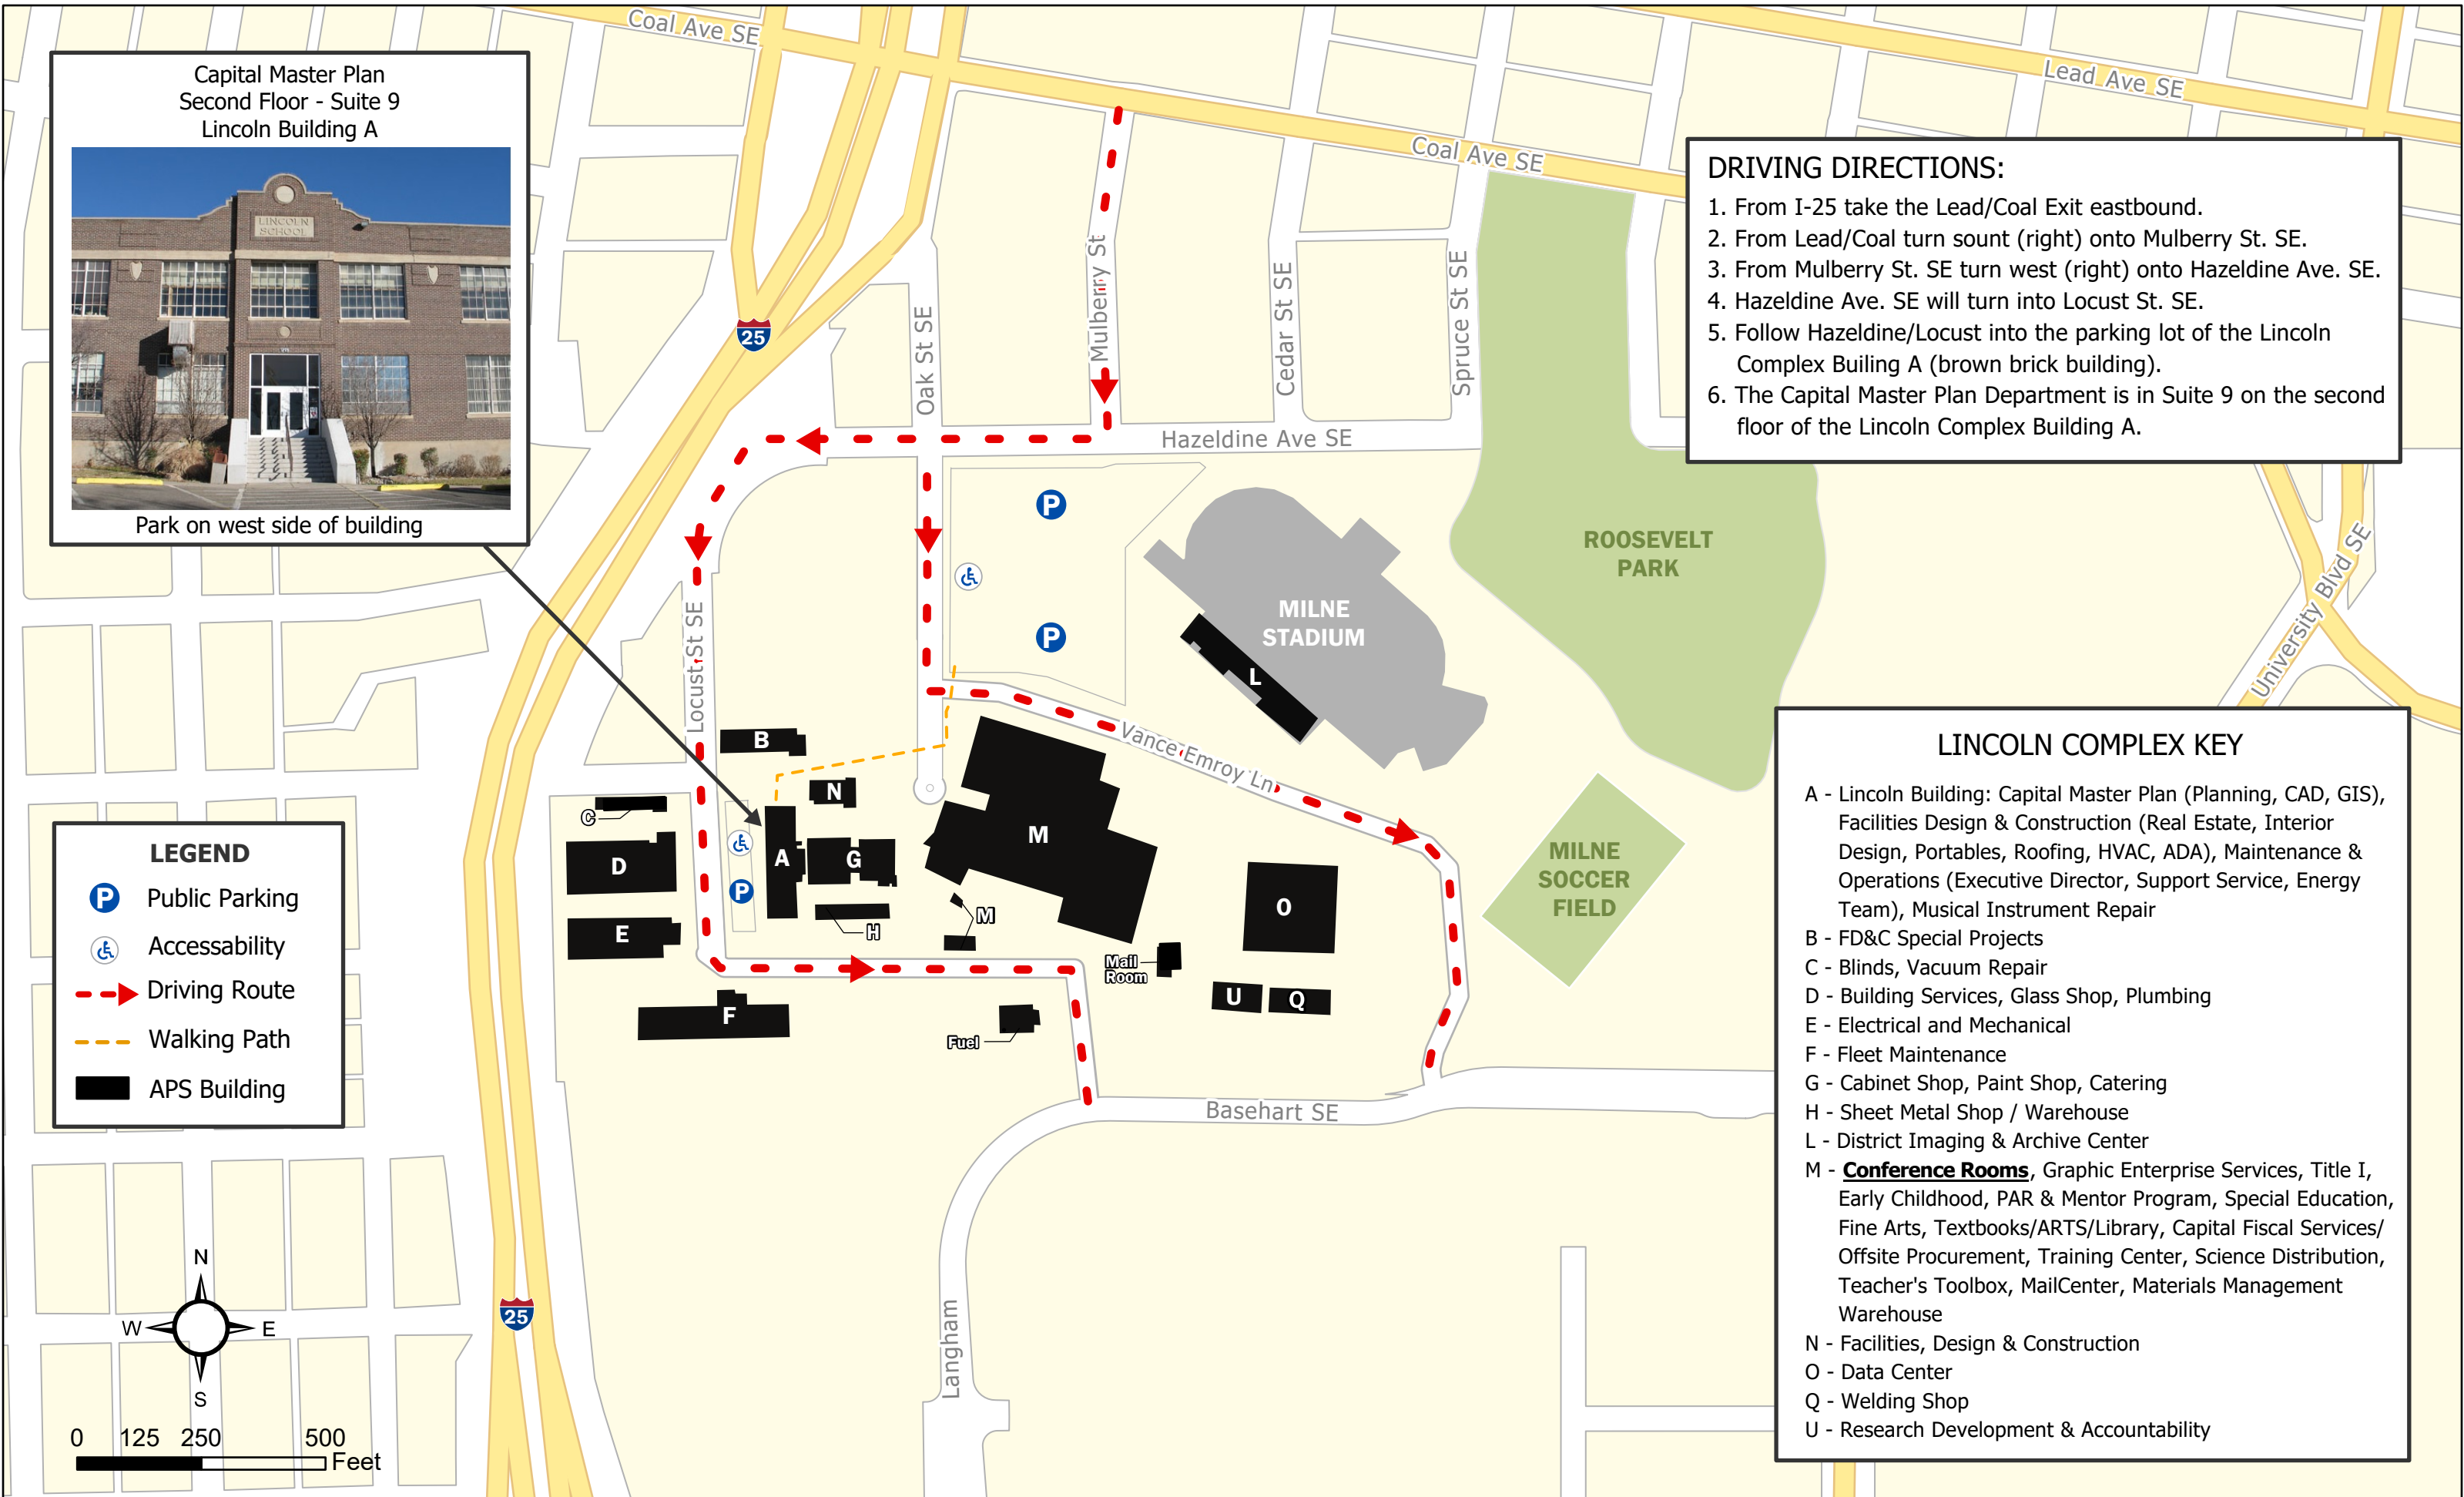 Coal Ave SE
Lead Ave SE
Coal Ave SE
Capital Master Plan
Second Floor - Suite 9
Lincoln Building A
LINCOLN
SCHOOL
Park on west side of building
DRIVING DIRECTIONS:
1. From I-25 take the Lead/Coal Exit eastbound.
2. From Lead/Coal turn sount (right) onto Mulberry St. SE.
3. From Mulberry St. SE turn west (right) onto Hazeldine Ave. SE.
4. Hazeldine Ave. SE will turn into Locust St. SE.
5. Follow Hazeldine/Locust into the parking lot of the Lincoln
Complex Builing A (brown brick building).
6. The Capital Master Plan Department is in Suite 9 on the second
floor of the Lincoln Complex Building A.
25
Oak St SE
Mulberry St
Cedar St SE
Spruce St SE
Hazeldine Ave SE
P
P
ROOSEVELT
PARK
MILNE
STADIUM
L
University Blvd SE
Locust St SE
Vance Emroy Ln
B
N
C
D
A
G
M
P
E
H
M
O
Mail
Room
U
Q
F
Fuel
MILNE
SOCCER
FIELD
Basehart SE
Langham
25
LEGEND
P Public Parking
Accessability
Driving Route
Walking Path
APS Building
N
W E
S
0 125 250 500
Feet
LINCOLN COMPLEX KEY
A - Lincoln Building: Capital Master Plan (Planning, CAD, GIS),
Facilities Design & Construction (Real Estate, Interior
Design, Portables, Roofing, HVAC, ADA), Maintenance &
Operations (Executive Director, Support Service, Energy
Team), Musical Instrument Repair
B - FD&C Special Projects
C - Blinds, Vacuum Repair
D - Building Services, Glass Shop, Plumbing
E - Electrical and Mechanical
F - Fleet Maintenance
G - Cabinet Shop, Paint Shop, Catering
H - Sheet Metal Shop / Warehouse
L - District Imaging & Archive Center
M - Conference Rooms, Graphic Enterprise Services, Title I,
Early Childhood, PAR & Mentor Program, Special Education,
Fine Arts, Textbooks/ARTS/Library, Capital Fiscal Services/
Offsite Procurement, Training Center, Science Distribution,
Teacher's Toolbox, MailCenter, Materials Management
Warehouse
N - Facilities, Design & Construction
O - Data Center
Q - Welding Shop
U - Research Development & Accountability